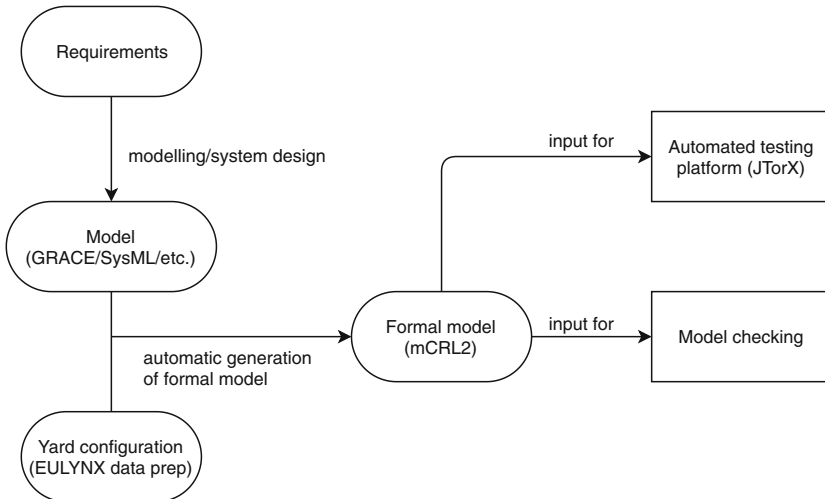 Requirements
modelling/system design
Model
(GRACE/SysML/etc.)
automatic generation
of formal model
Yard configuration
(EULYNX data prep)
Formal model
(mCRL2)
input for
Automated testing
platform (JTorX)
input for
Model checking